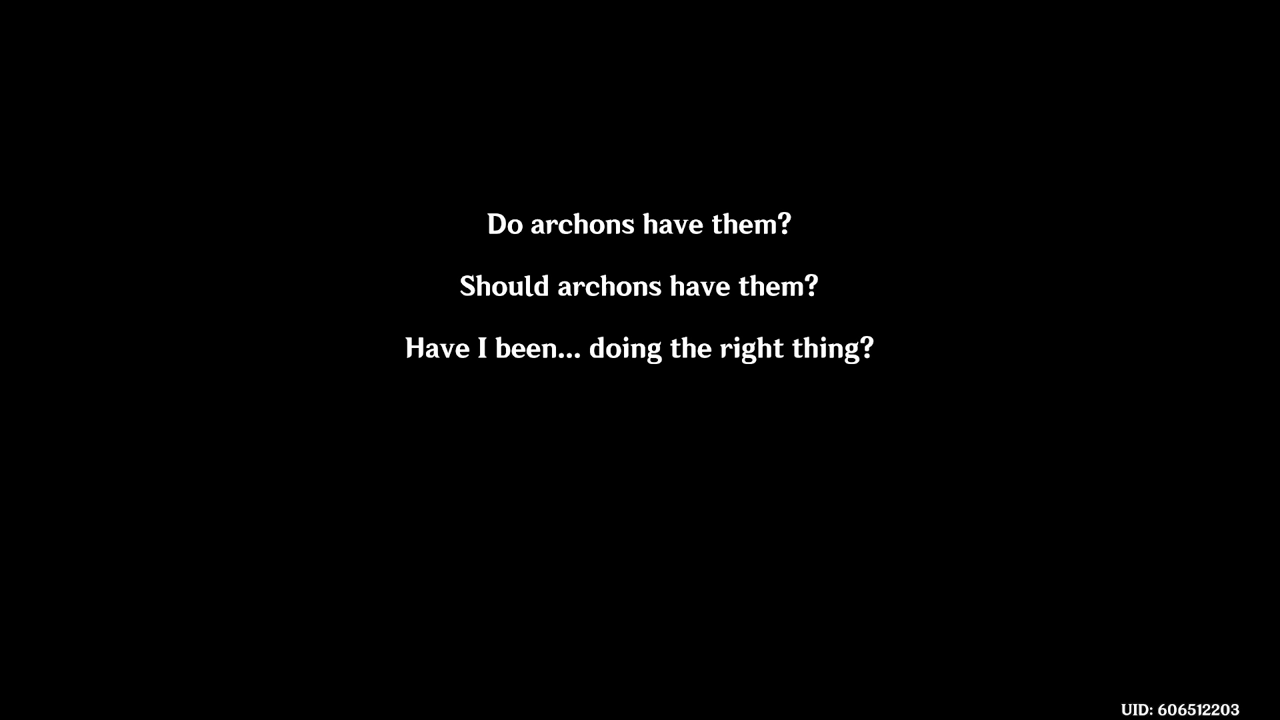 Do archons have them?
Should archons have them?
Have I been... doing the right thing?
UID: 606512203